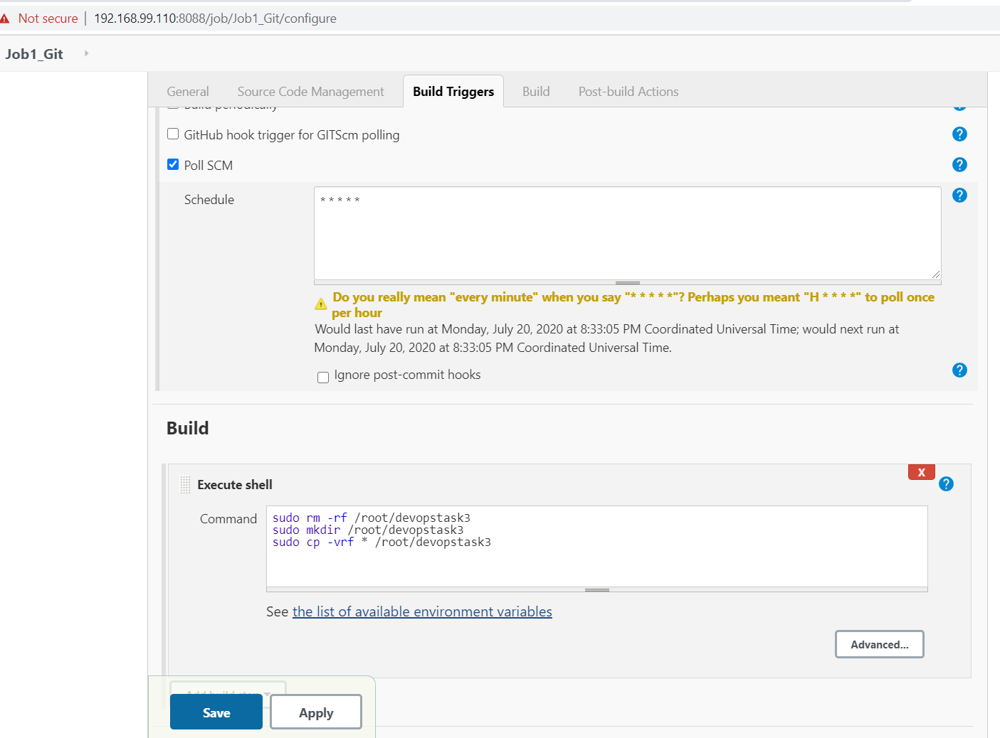 Not secure | 192.168.99.110:8088/job/Job1_Git/configure
Job1_Git
General Source Code Management Build Triggers Build Post-build Actions
Build periodically
GitHub hook trigger for GITScm polling
Poll SCM
Schedule
* * * * *
Do you really mean "every minute" when you say "* * * * *"? Perhaps you meant "H * * * *" to poll once
per hour
Would last have run at Monday, July 20, 2020 at 8:33:05 PM Coordinated Universal Time; would next run at
Monday, July 20, 2020 at 8:33:05 PM Coordinated Universal Time.
Ignore post-commit hooks
Build
X
Execute shell
Command
sudo rm -rf /root/devopstask3
sudo mkdir /root/devopstask3
sudo cp -vrf * /root/devopstask3
See the list of available environment variables
Advanced...
Add build step
Save Apply